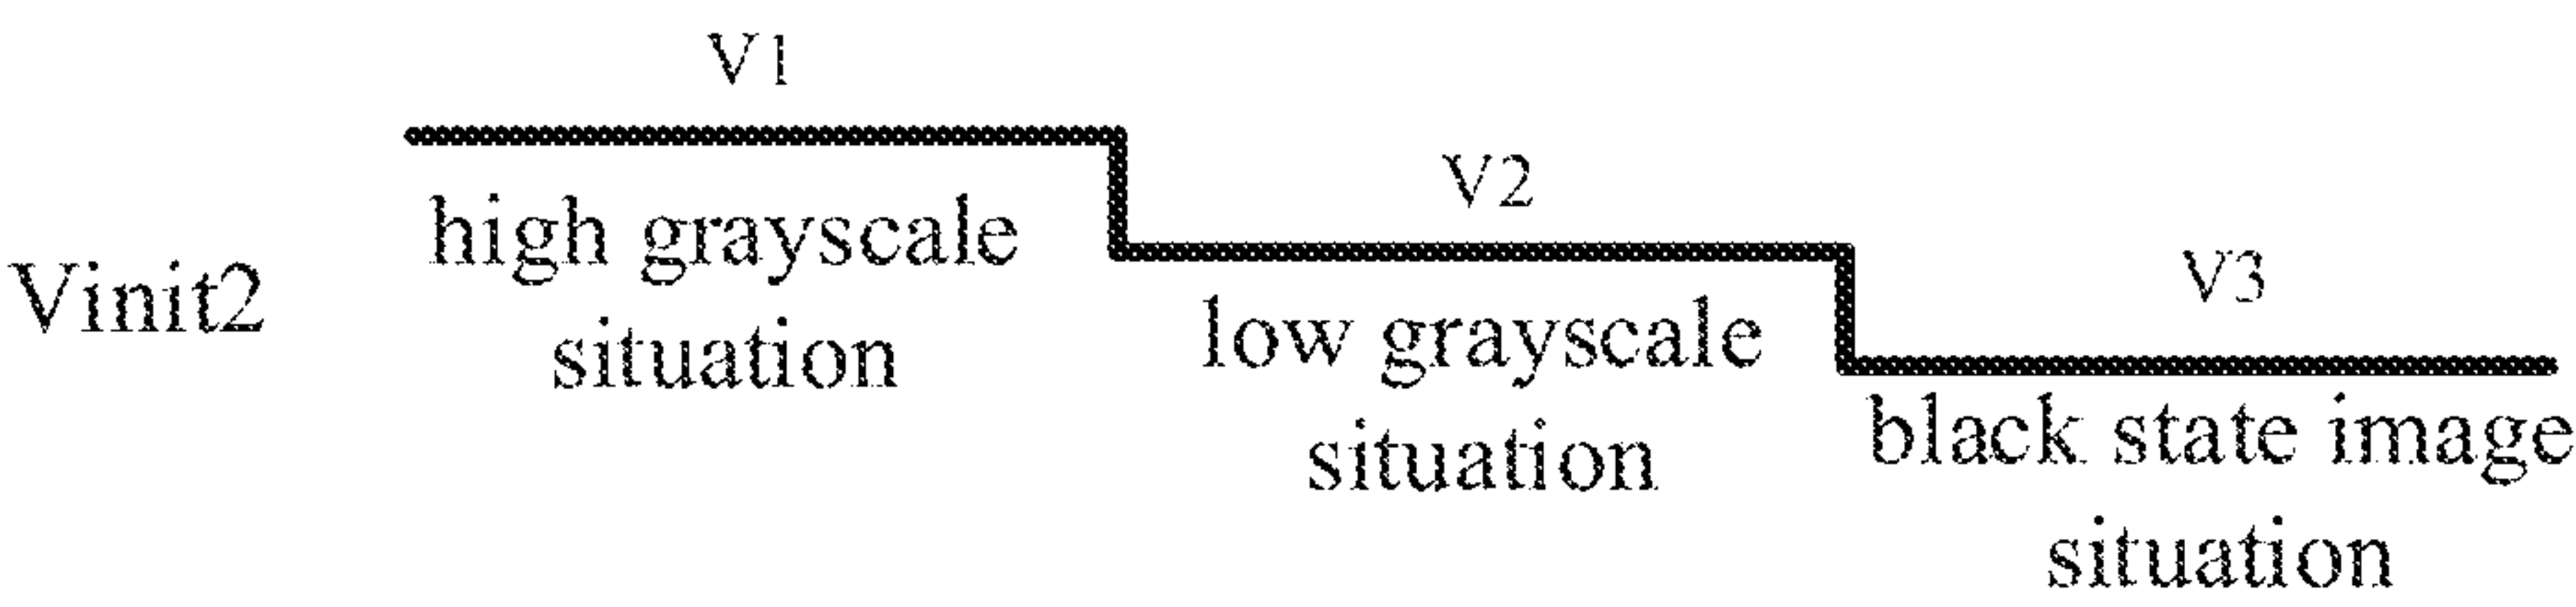 V1
high grayscale
situation
Vinit2
V2
low grayscale
situation
V3
black state image
situation